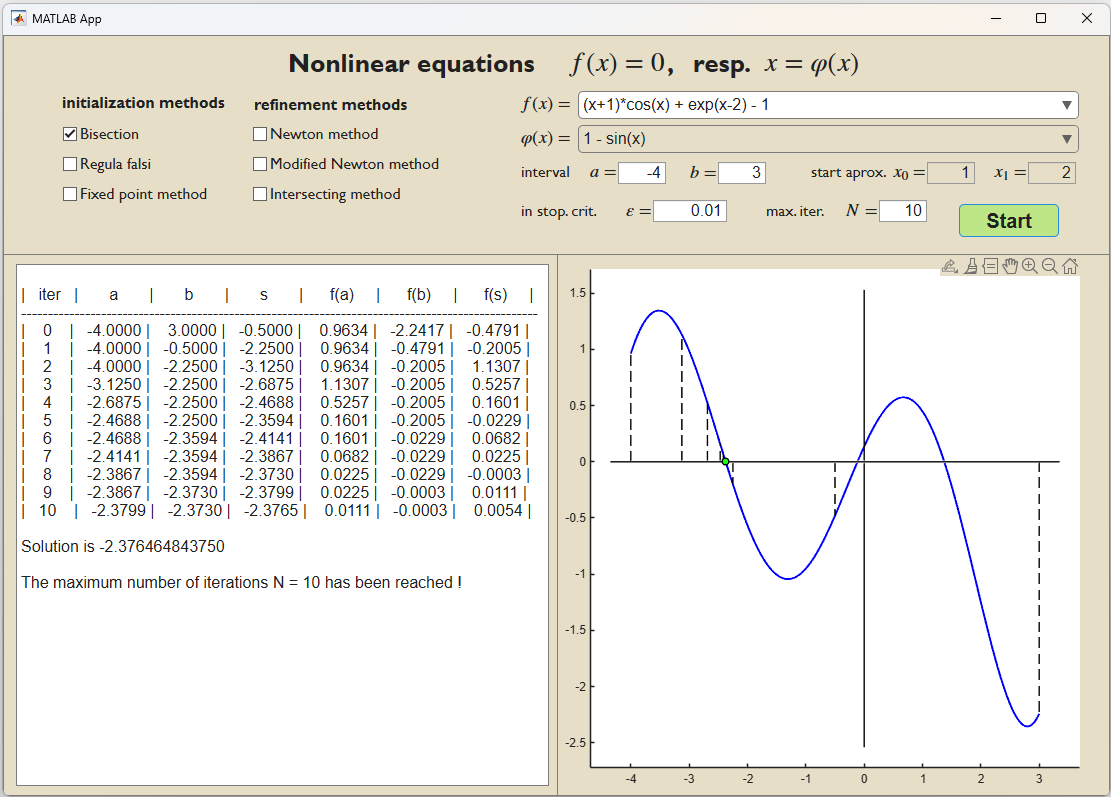 MATLAB App
Nonlinear equations f(x) = 0, resp. x = φ(x)
initialization methods
Bisection
Regula falsi
Fixed point method
refinement methods
Newton method
Modified Newton method
Intersecting method
f(x) = (x+1)*cos(x) + exp(x-2) - 1
φ(x) = 1 - sin(x)
interval a = -4 b = 3 start aprox. x₀ = 1 x₁ = 2
in stop. crit. ε = 0.01 max. iter. N = 10
Start
| iter | a | b | s | f(a) | f(b) | f(s) |
| 0 | -4.0000 | 3.0000 | -0.5000 | 0.9634 | -2.2417 | -0.4791 |
| 1 | -4.0000 | -0.5000 | -2.2500 | 0.9634 | -0.4791 | -0.2005 |
| 2 | -4.0000 | -2.2500 | -3.1250 | 0.9634 | -0.2005 | 1.1307 |
| 3 | -3.1250 | -2.2500 | -2.6875 | 1.1307 | -0.2005 | 0.5257 |
| 4 | -2.6875 | -2.2500 | -2.4688 | 0.5257 | -0.2005 | 0.1601 |
| 5 | -2.4688 | -2.2500 | -2.3594 | 0.1601 | -0.2005 | -0.0229 |
| 6 | -2.4688 | -2.3594 | -2.4141 | 0.1601 | -0.0229 | 0.0682 |
| 7 | -2.4141 | -2.3594 | -2.3867 | 0.0682 | -0.0229 | 0.0225 |
| 8 | -2.3867 | -2.3594 | -2.3730 | 0.0225 | -0.0229 | -0.0003 |
| 9 | -2.3867 | -2.3730 | -2.3799 | 0.0225 | -0.0003 | 0.0111 |
| 10 | -2.3799 | -2.3730 | -2.3765 | 0.0111 | -0.0003 | 0.0054 |
Solution is -2.376464843750
The maximum number of iterations N = 10 has been reached !
1.5
1
0.5
0
-0.5
-1
-1.5
-2
-2.5
-4 -3 -2 -1 0 1 2 3